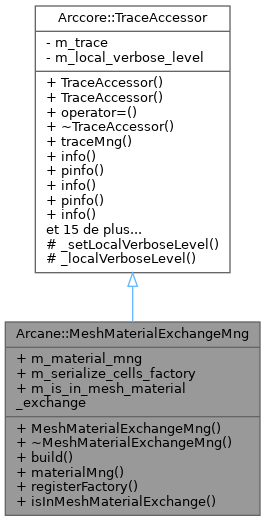 Arccore::TraceAccessor
- m_trace
- m_local_verbose_level
+ TraceAccessor()
+ TraceAccessor()
+ operator=()
+ ~TraceAccessor()
+ traceMng()
+ info()
+ pinfo()
+ info()
+ pinfo()
+ info()
et 15 de plus...
# _setLocalVerboseLevel()
# _localVerboseLevel()
Arcane::MeshMaterialExchangeMng
+ m_material_mng
+ m_serialize_cells_factory
+ m_is_in_mesh_material
_exchange
+ MeshMaterialExchangeMng()
+ ~MeshMaterialExchangeMng()
+ build()
+ materialMng()
+ registerFactory()
+ isInMeshMaterialExchange()